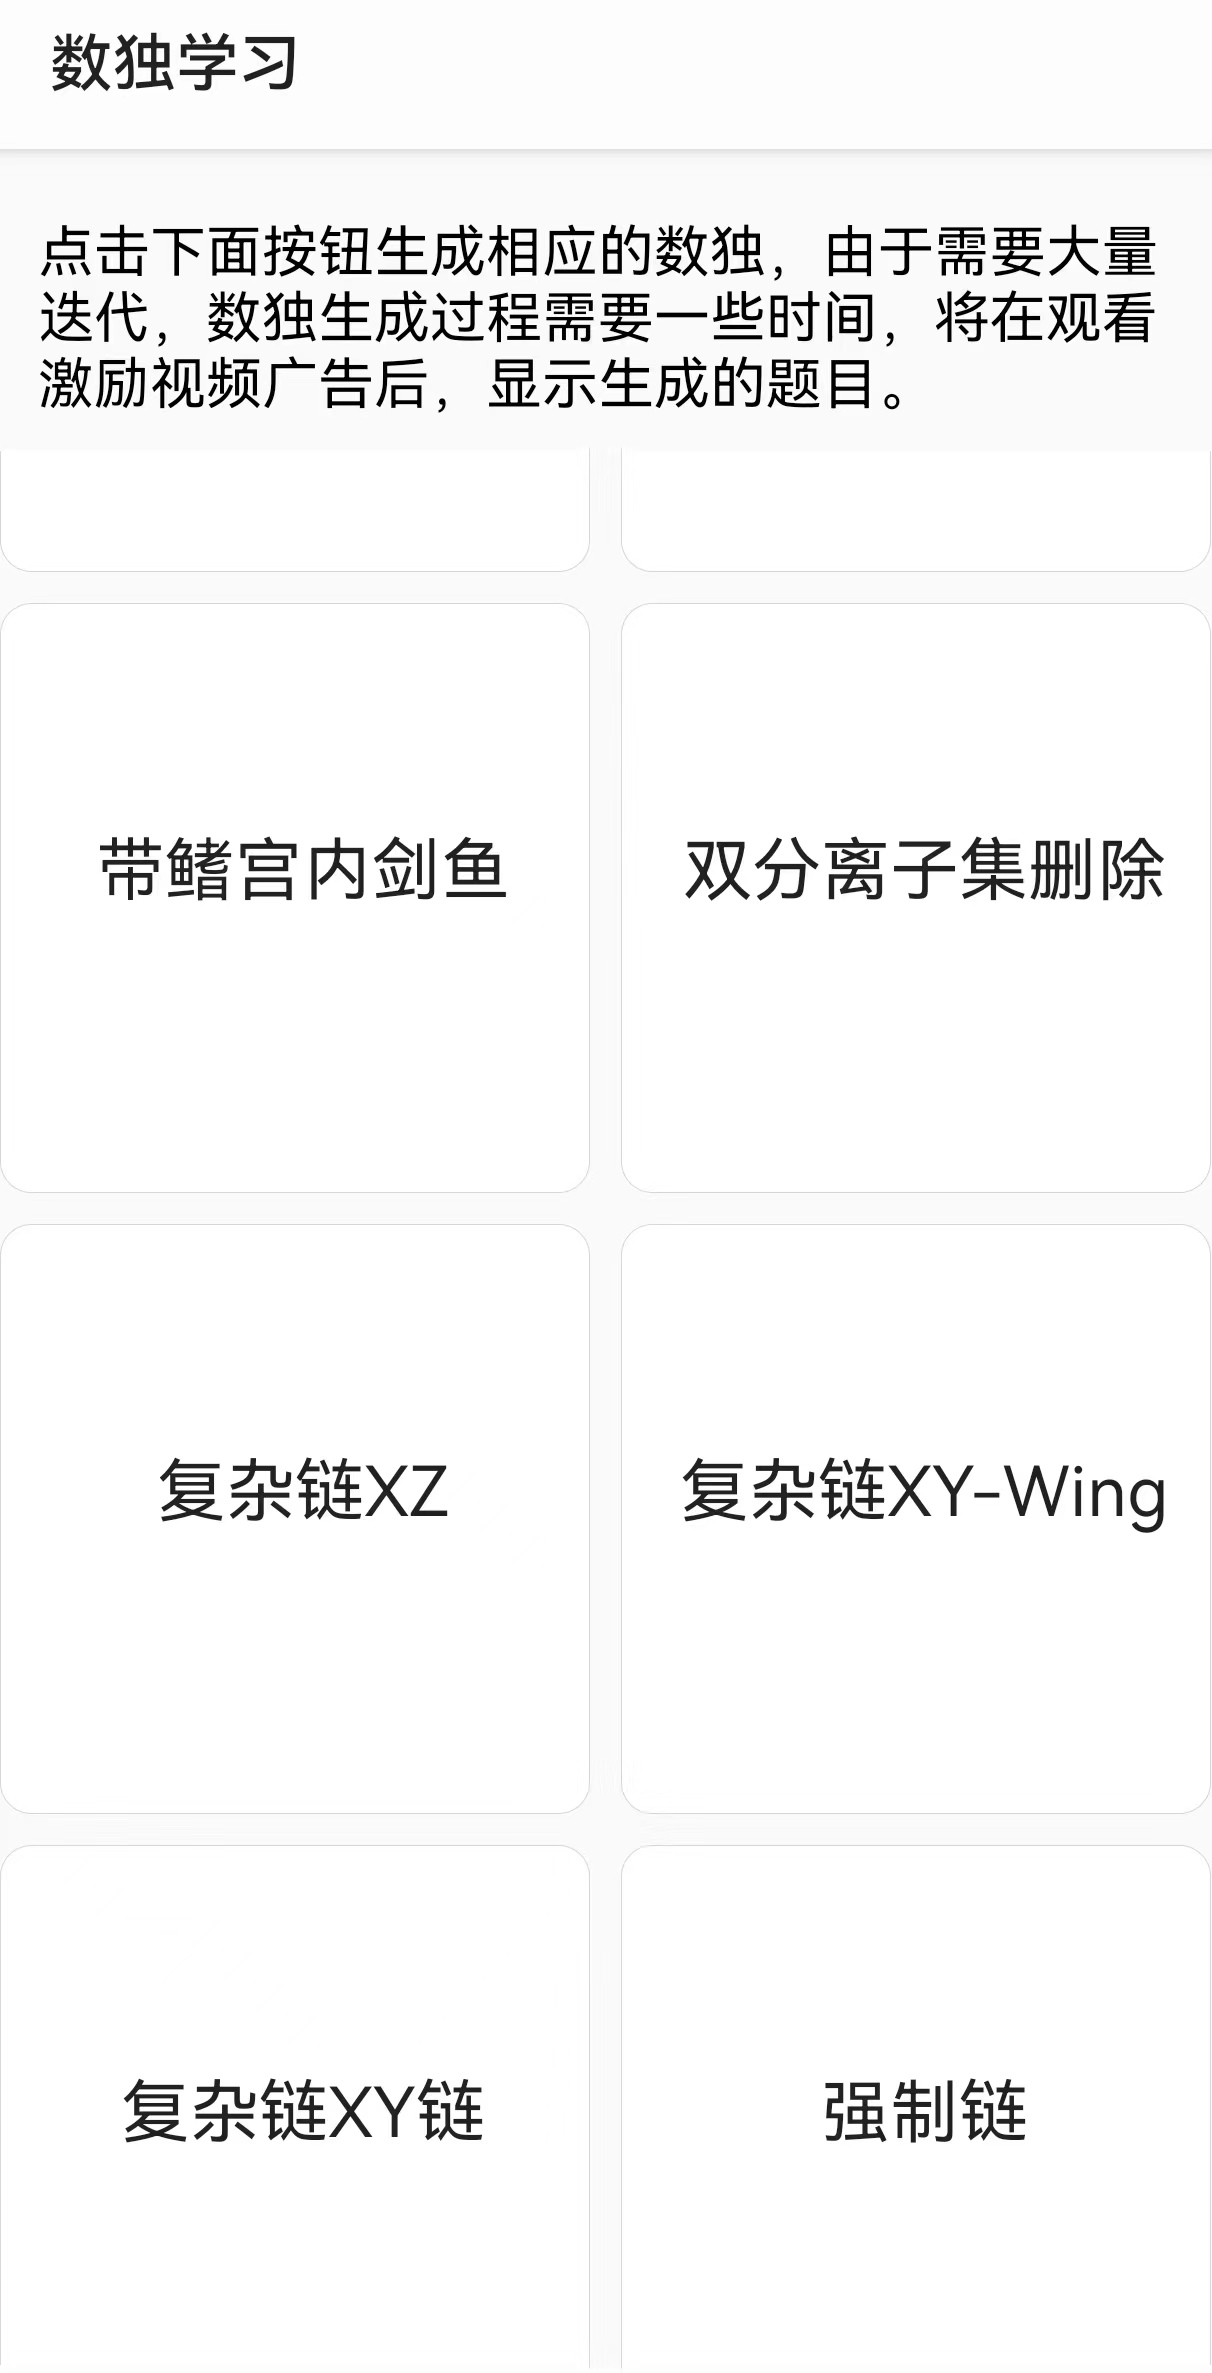 数独学习
点击下面按钮生成相应的数独，由于需要大量
迭代，数独生成过程需要一些时间，将在观看
激励视频广告后，显示生成的题目。
带鳍宫内剑鱼
双分离子集删除
复杂链XZ
复杂链XY-Wing
复杂链XY链
强制链